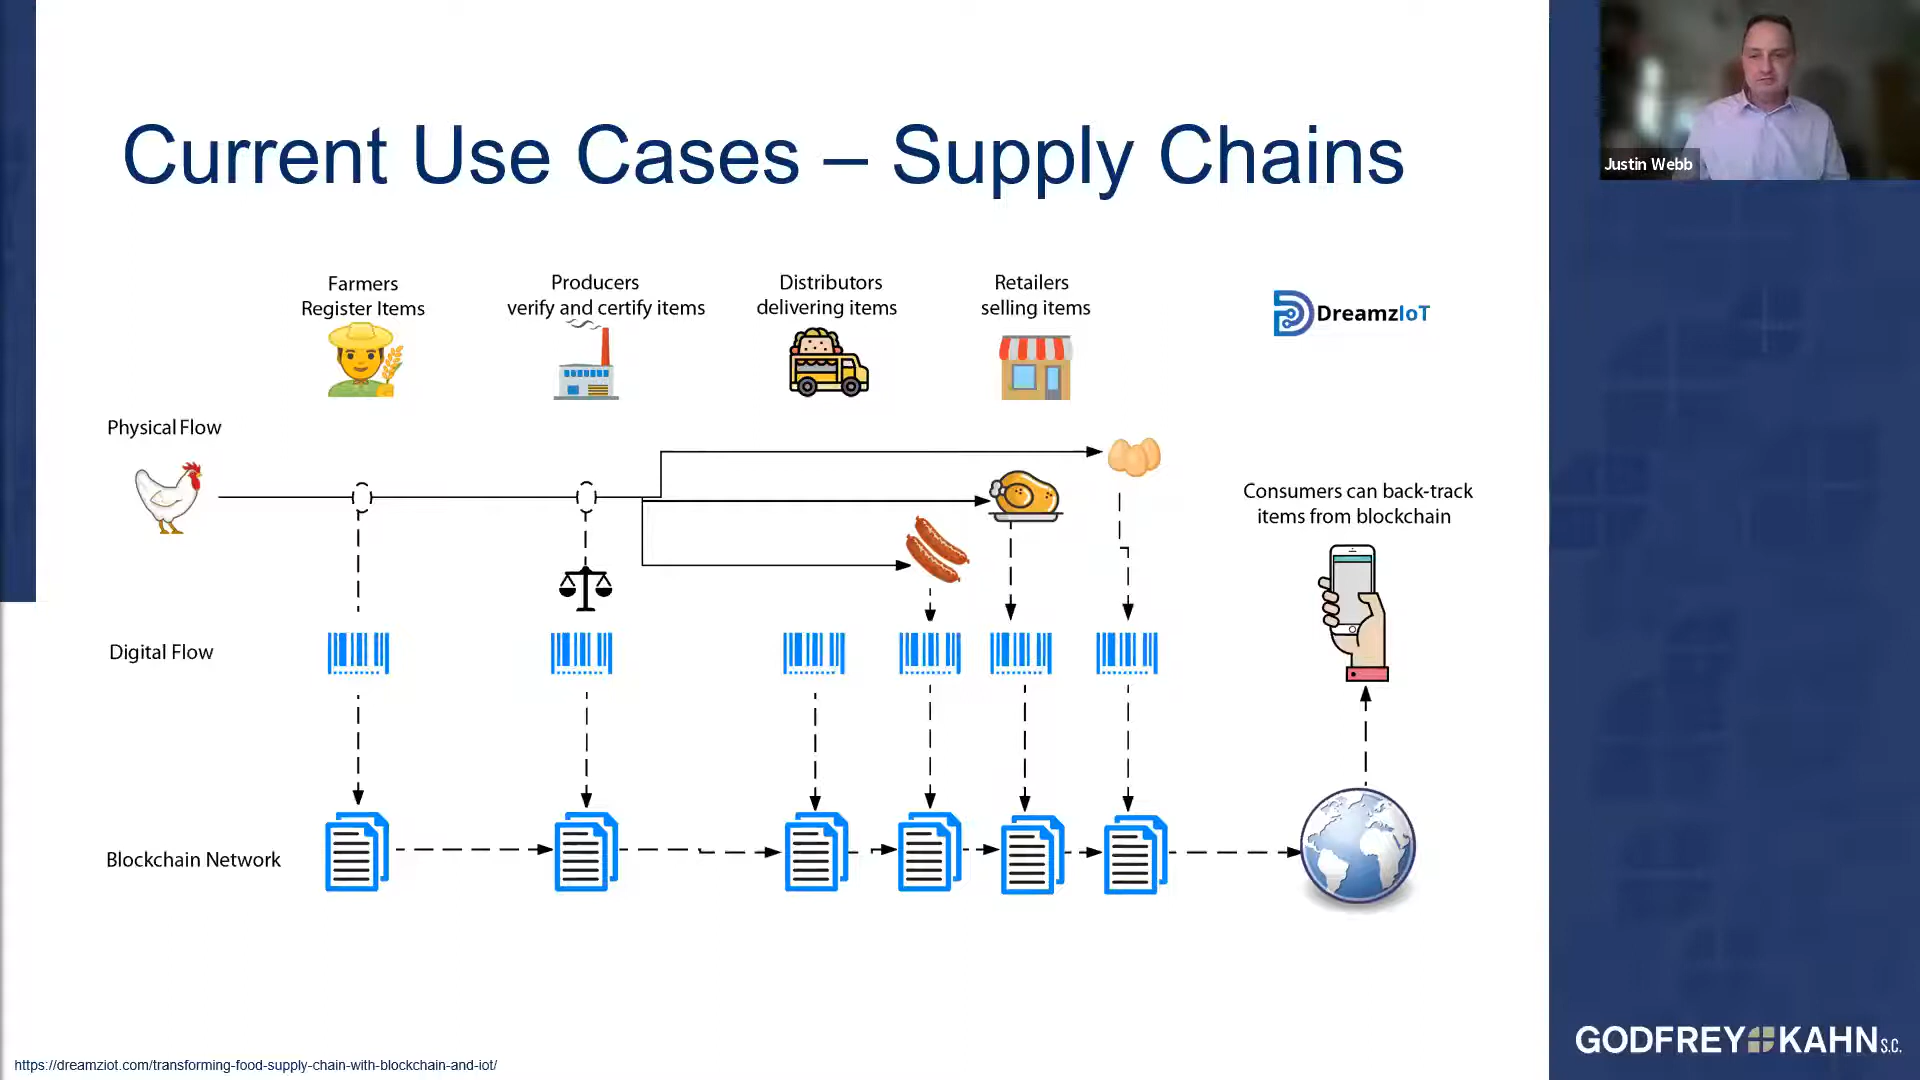 Justin Webb
Current Use Cases – Supply Chains
Farmers
Register Items
Producers
verify and certify items
Distributors
delivering items
Retailers
selling items
DreamzIoT
Physical Flow
Consumers can back-track
items from blockchain
Digital Flow
Blockchain Network
GODFREY KAHN S.C.
https://dreamziot.com/transforming-food-supply-chain-with-blockchain-and-iot/